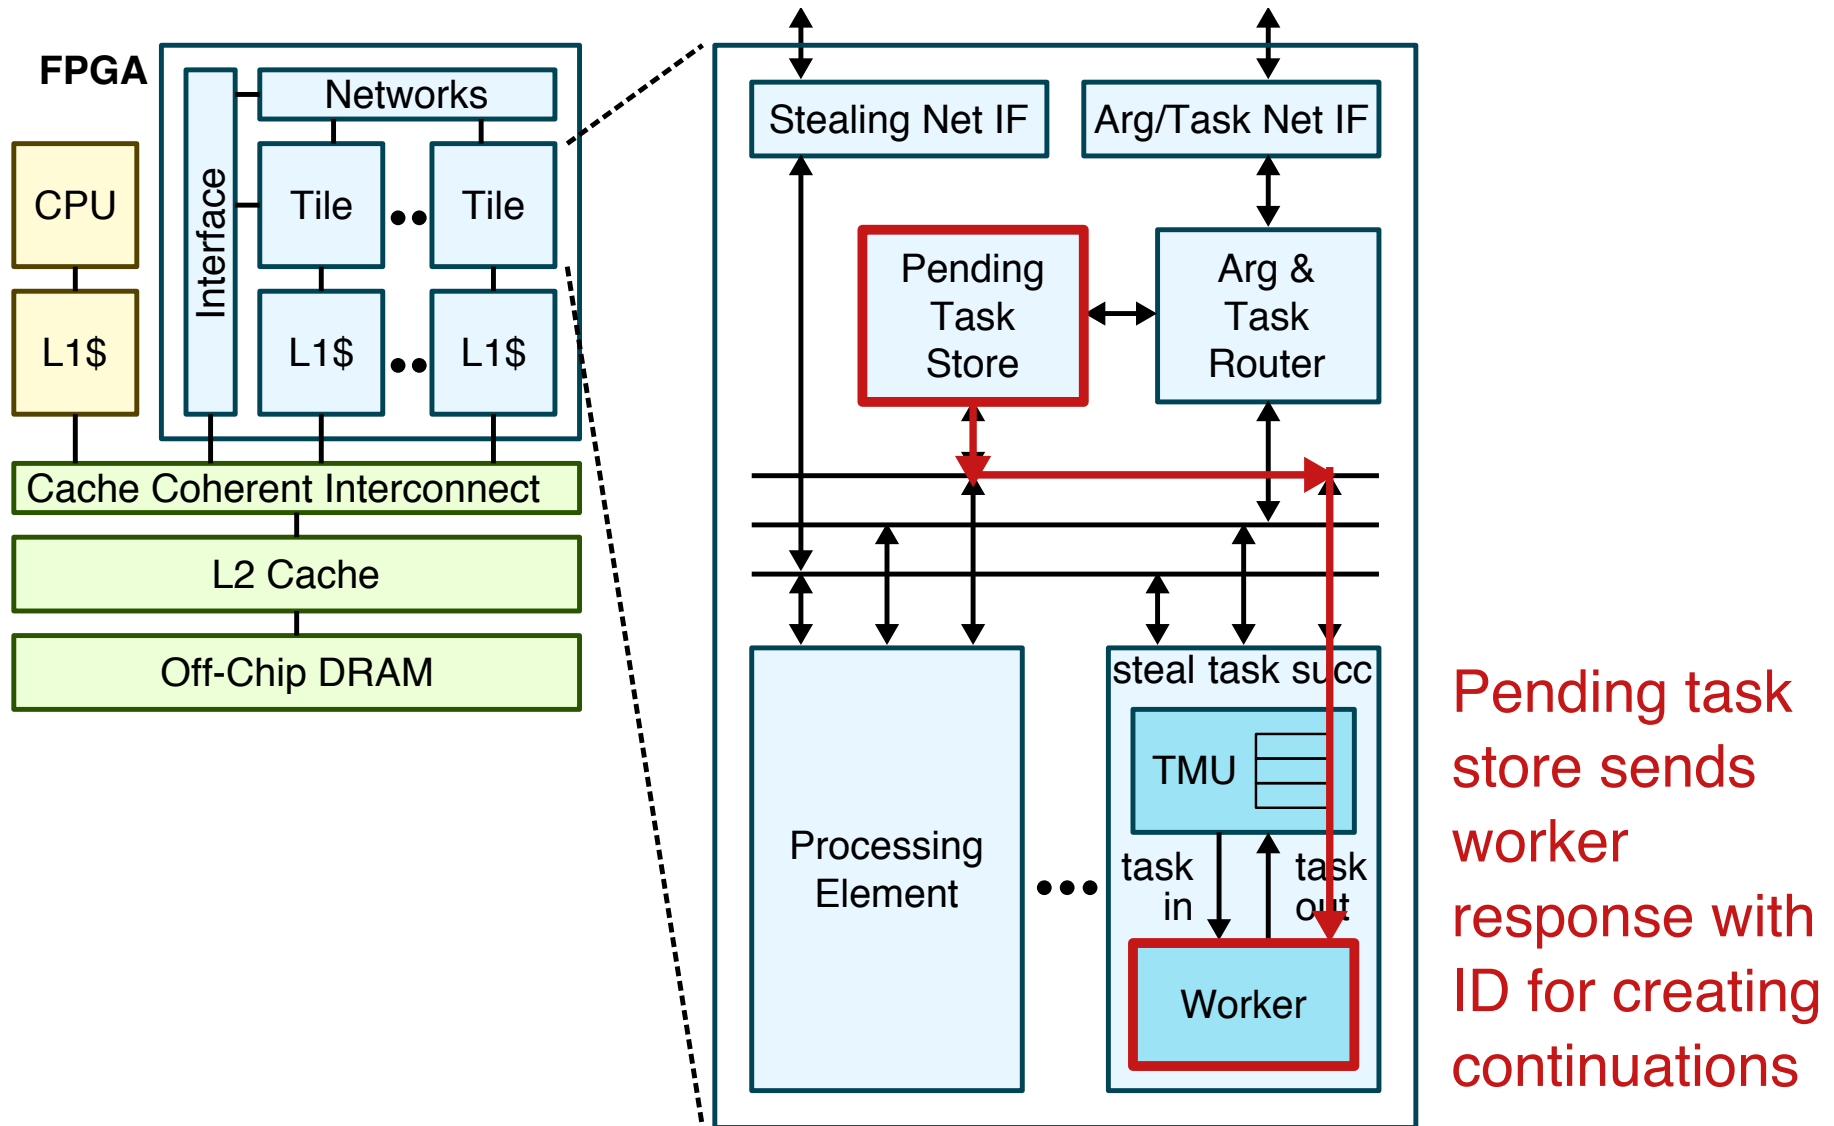 FPGA
Networks
CPU
Interface
Tile
Tile
L1$
L1$
L1$
Cache Coherent Interconnect
L2 Cache
Off-Chip DRAM
Stealing Net IF
Arg/Task Net IF
Pending
Task
Store
Arg &
Task
Router
Processing
Element
steal task succ
TMU
task
in
task
out
Worker
Pending task
store sends
worker
response with
ID for creating
continuations